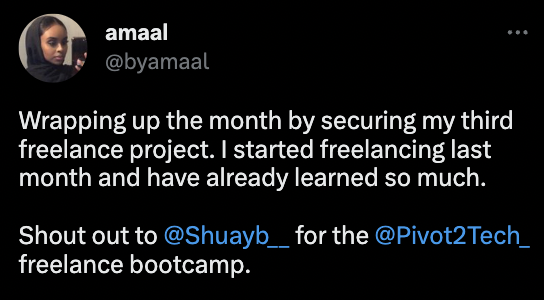 amaal
@byamaal
Wrapping up the month by securing my third
freelance project. I started freelancing last
month and have already learned so much.
Shout out to @Shuayb__ for the @Pivot2Tech_
freelance bootcamp.